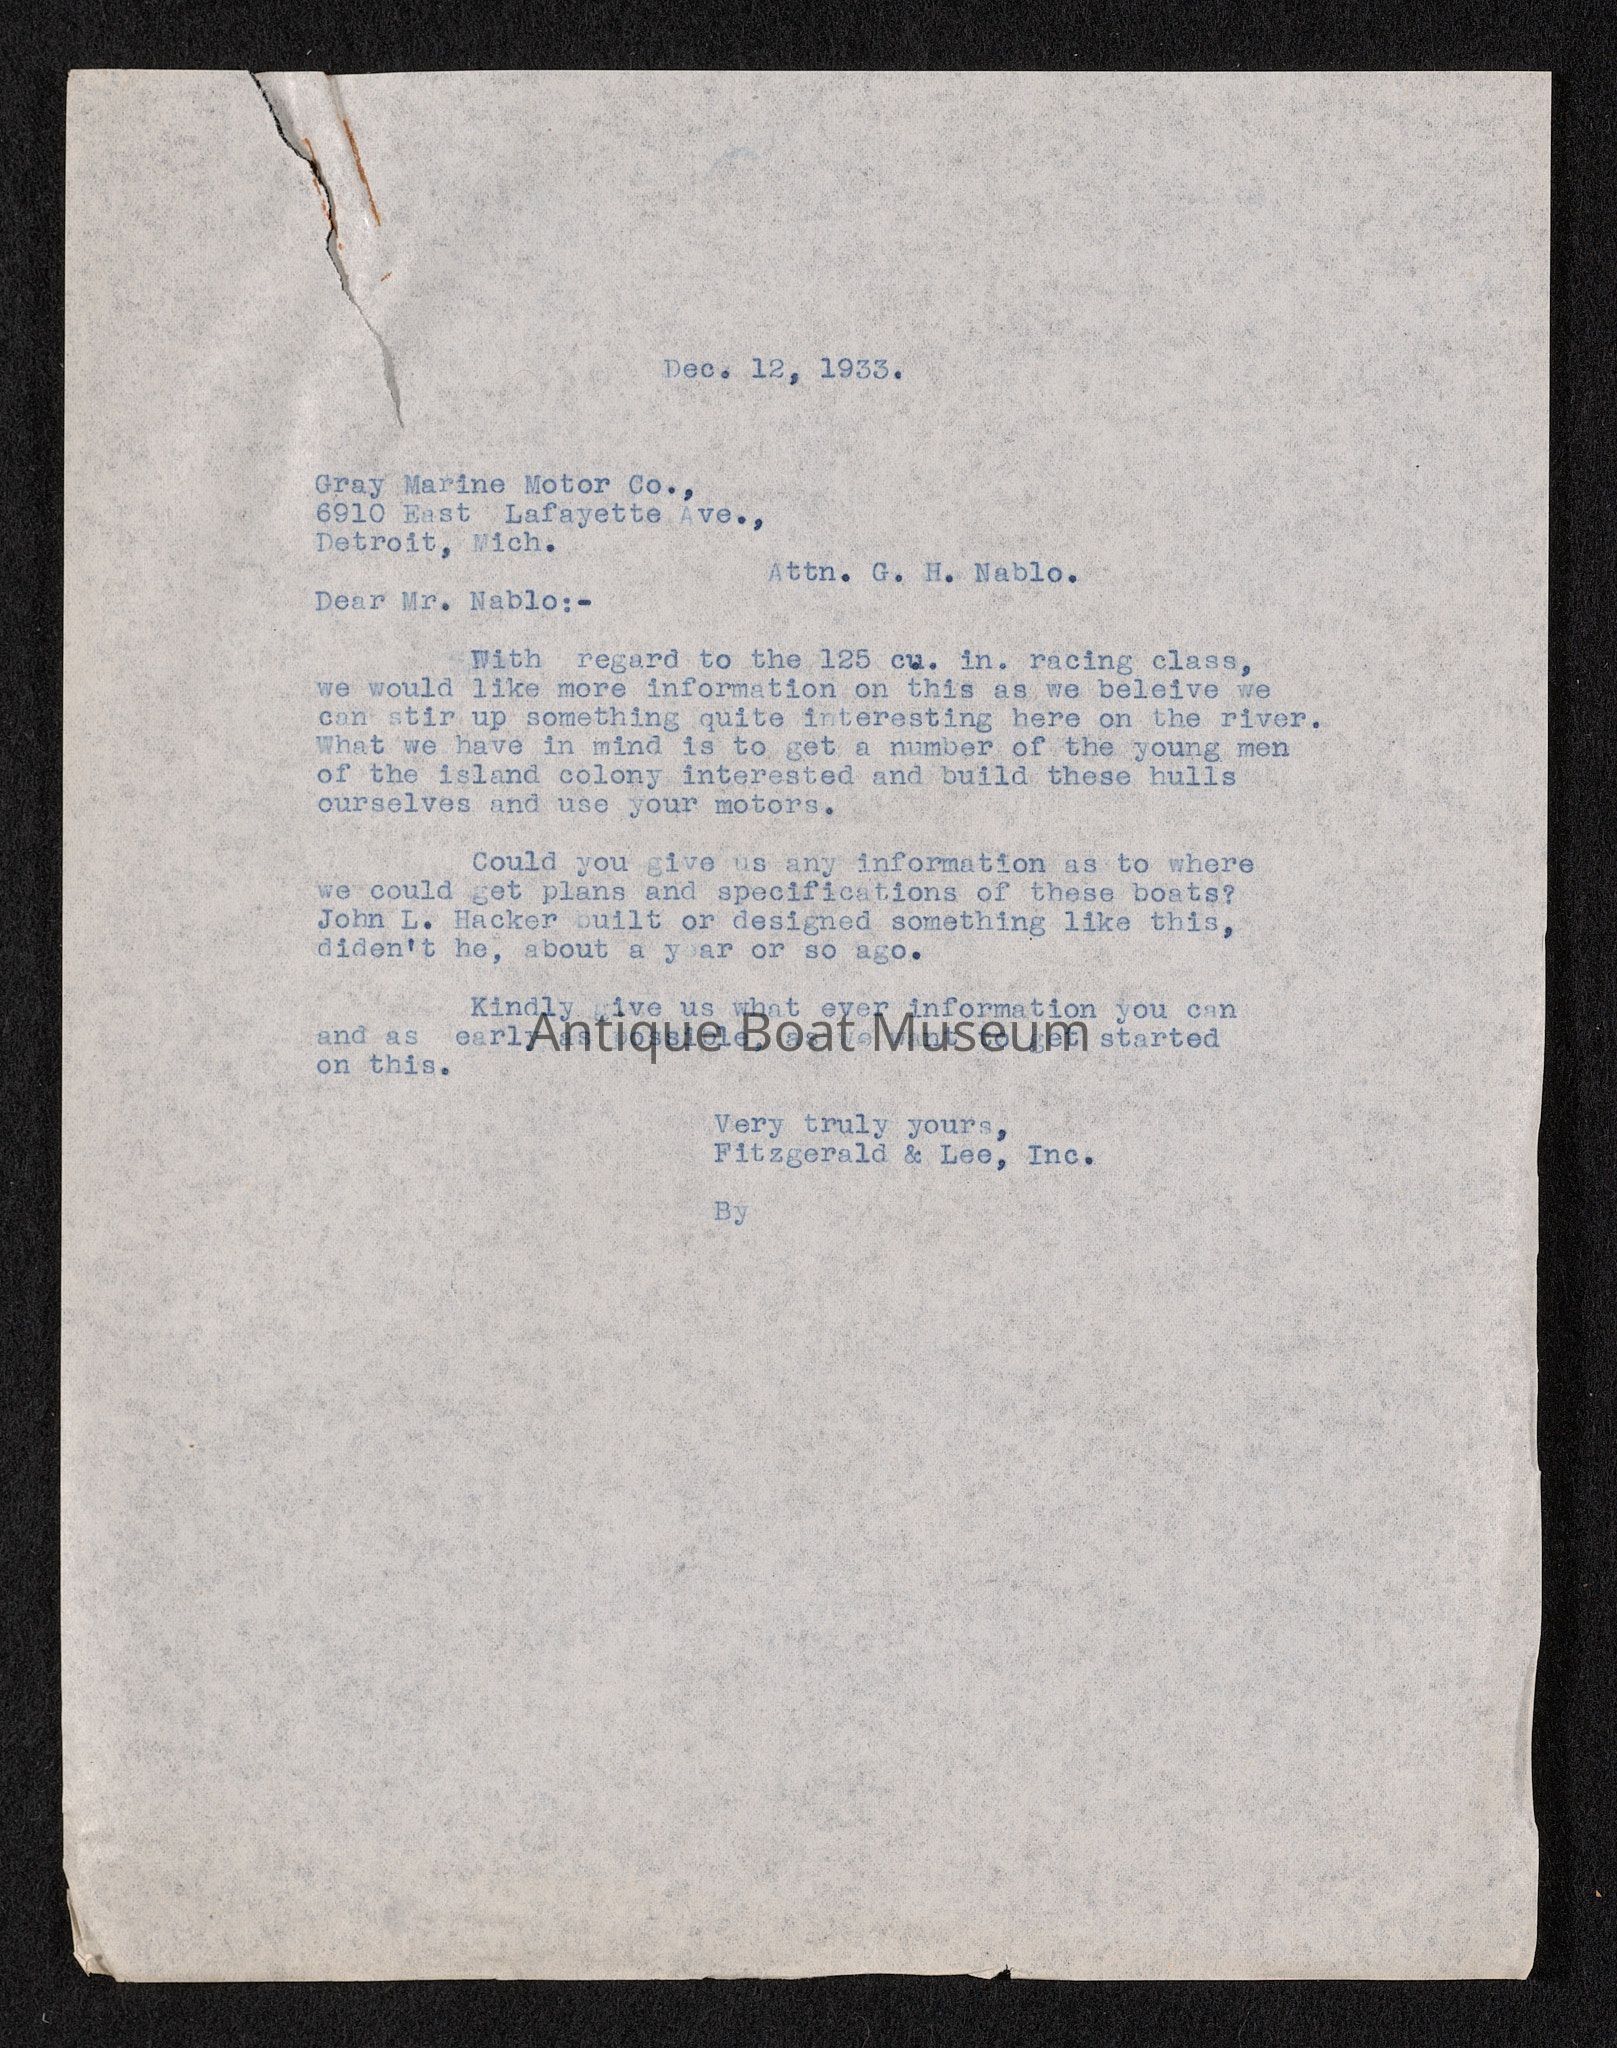 Dec. 12, 1933.
Gray Marine Motor Co.,
6910 East Lafayette Ave.,
Detroit, Mich.
Attn. G. H. Nablo.
Dear Mr. Nablo:-
With regard to the 125 cu. in. racing class,
we would like more information on this as we beleive we
can stir up something quite interesting here on the river.
What we have in mind is to get a number of the young men
of the island colony interested and build these hulls
ourselves and use your motors.
Could you give us any information as to where
we could get plans and specifications of these boats?
John L. Hacker built or designed something like this,
diden't he, about a year or so ago.
Kindly give us what ever information you can
and as early as possible, as we want to get started
on this.
Antique Boat Museum
Very truly yours,
Fitzgerald & Lee, Inc.
By